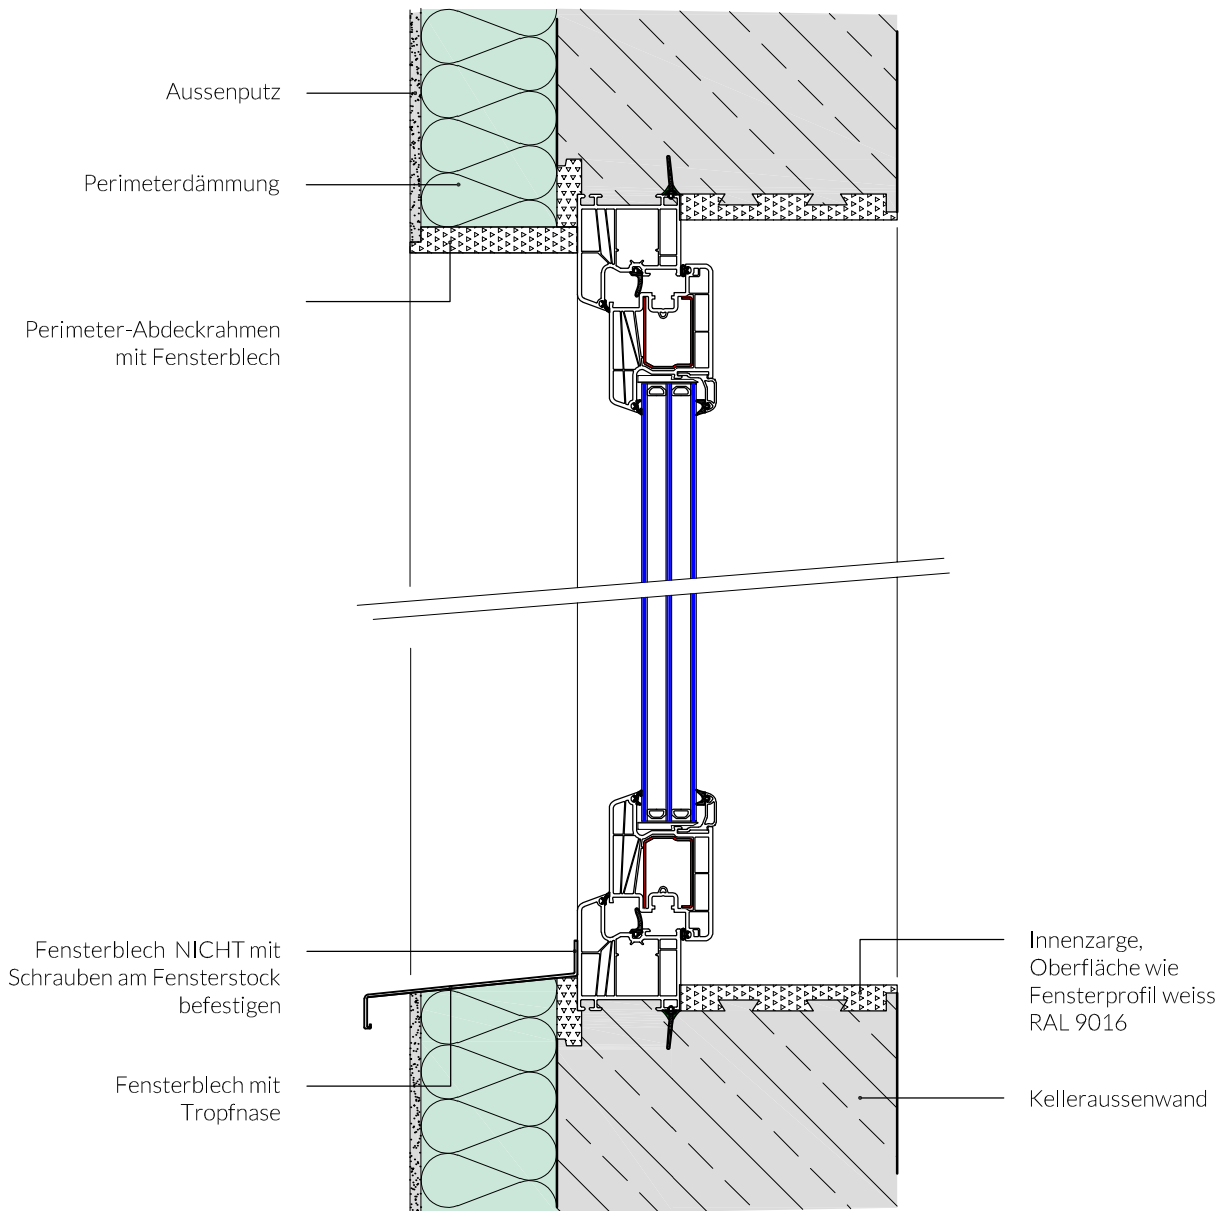 Aussenputz
Perimeterdämmung
Perimeter-Abdeckrahmen
mit Fensterblech
Fensterblech NICHT mit
Schrauben am Fensterstock
befestigen
Fensterblech mit
Tropfnase
Innenzarge,
Oberfläche wie
Fensterprofil weiss
RAL 9016
Kelleraussenwand